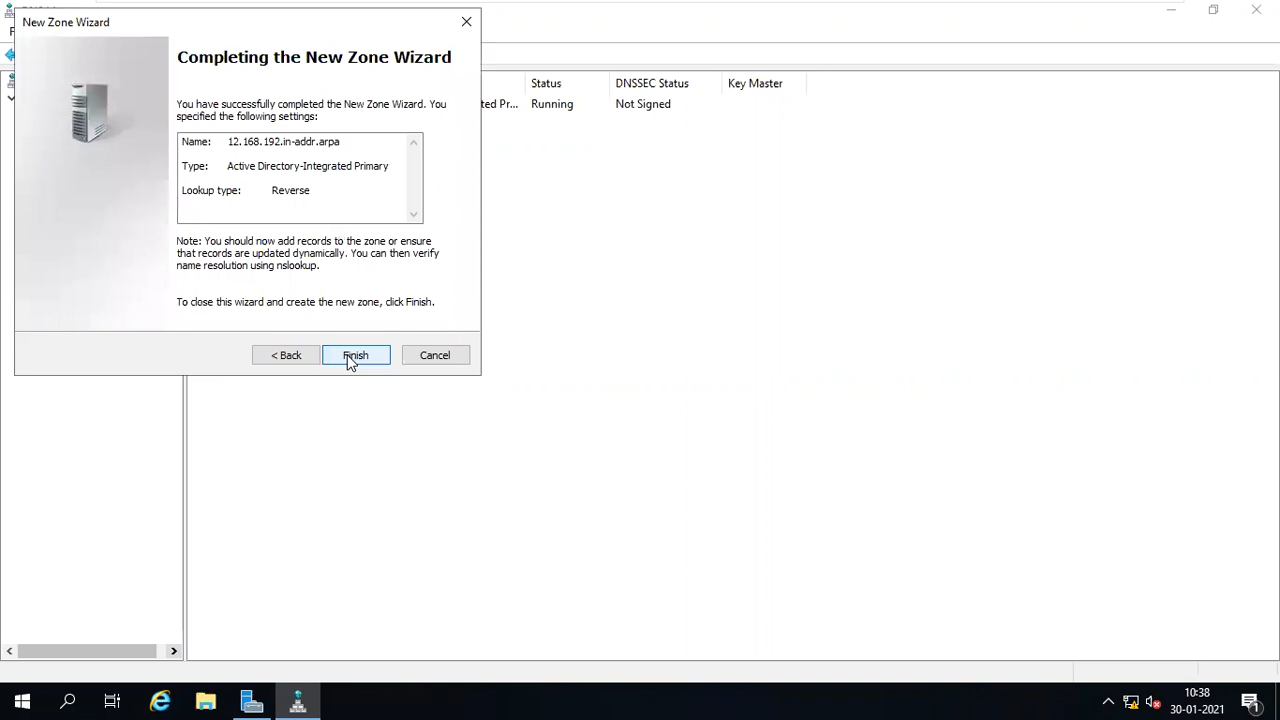 New Zone Wizard
Completing the New Zone Wizard
You have successfully completed the New Zone Wizard. You
specified the following settings:
Name: 12.168.192.in-addr.arpa
Type: Active Directory-Integrated Primary
Lookup type: Reverse
Note: You should now add records to the zone or ensure
that records are updated dynamically. You can then verify
name resolution using nslookup.
To close this wizard and create the new zone, click Finish.
< Back
Finish
Cancel
Status
DNSSEC Status
Key Master
ted Pr...
Running
Not Signed
10:38
30-01-2021
1